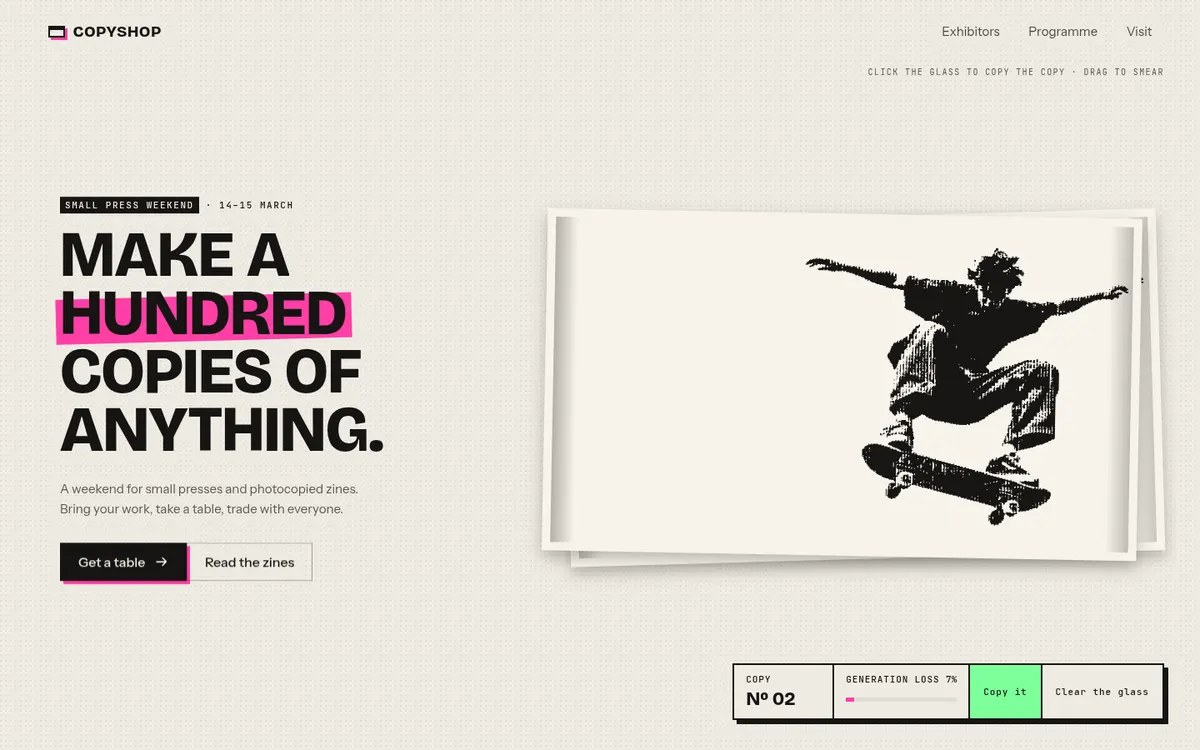 COPYSHOP
Exhibitors Programme Visit
CLICK THE GLASS TO COPY THE COPY · DRAG TO SMEAR
SMALL PRESS WEEKEND · 14–15 MARCH
MAKE A
HUNDRED
COPIES OF
ANYTHING.
A weekend for small presses and photocopied zines.
Bring your work, take a table, trade with everyone.
Get a table → Read the zines
COPY
Nº 02
GENERATION LOSS 7%
Copy it
Clear the glass